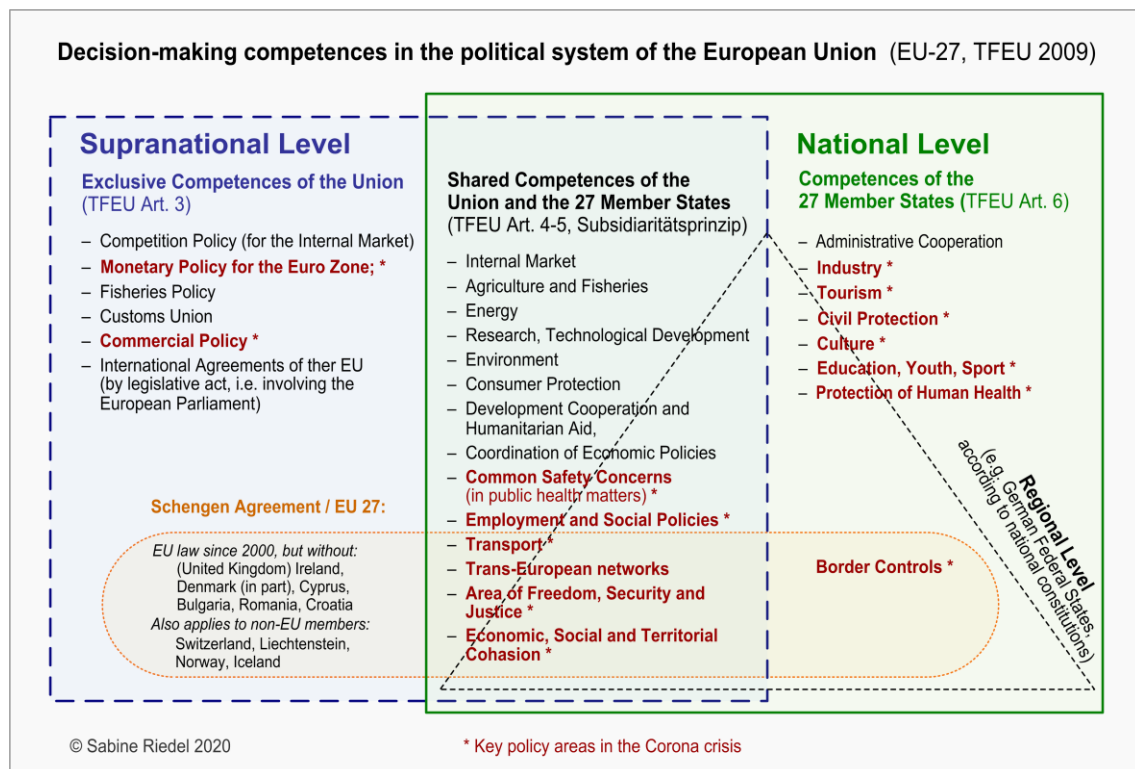 Decision-making competences in the political system of the European Union (EU-27, TFEU 2009)
Supranational Level
Exclusive Competences of the Union
(TFEU Art. 3)
– Competition Policy (for the Internal Market)
– Monetary Policy for the Euro Zone; *
– Fisheries Policy
– Customs Union
– Commercial Policy *
– International Agreements of ther EU
(by legislative act, i.e. involving the
European Parliament)
Shared Competences of the
Union and the 27 Member States
(TFEU Art. 4-5, Subsidiaritätsprinzip)
– Internal Market
– Agriculture and Fisheries
– Energy
– Research, Technological Development
– Environment
– Consumer Protection
– Development Cooperation and
Humanitarian Aid,
– Coordination of Economic Policies
– Common Safety Concerns
(in public health matters) *
– Employment and Social Policies *
– Transport *
– Trans-European networks
– Area of Freedom, Security and
Justice *
– Economic, Social and Territorial
Cohasion *
National Level
Competences of the
27 Member States (TFEU Art. 6)
– Administrative Cooperation
– Industry *
– Tourism *
– Civil Protection *
– Culture *
– Education, Youth, Sport *
– Protection of Human Health *
Regional Level
(e.g. German Federal States,
according to national constitutions)
Schengen Agreement / EU 27:
EU law since 2000, but without:
(United Kingdom) Ireland,
Denmark (in part), Cyprus,
Bulgaria, Romania, Croatia
Also applies to non-EU members:
Switzerland, Liechtenstein,
Norway, Iceland
Border Controls *
© Sabine Riedel 2020
* Key policy areas in the Corona crisis